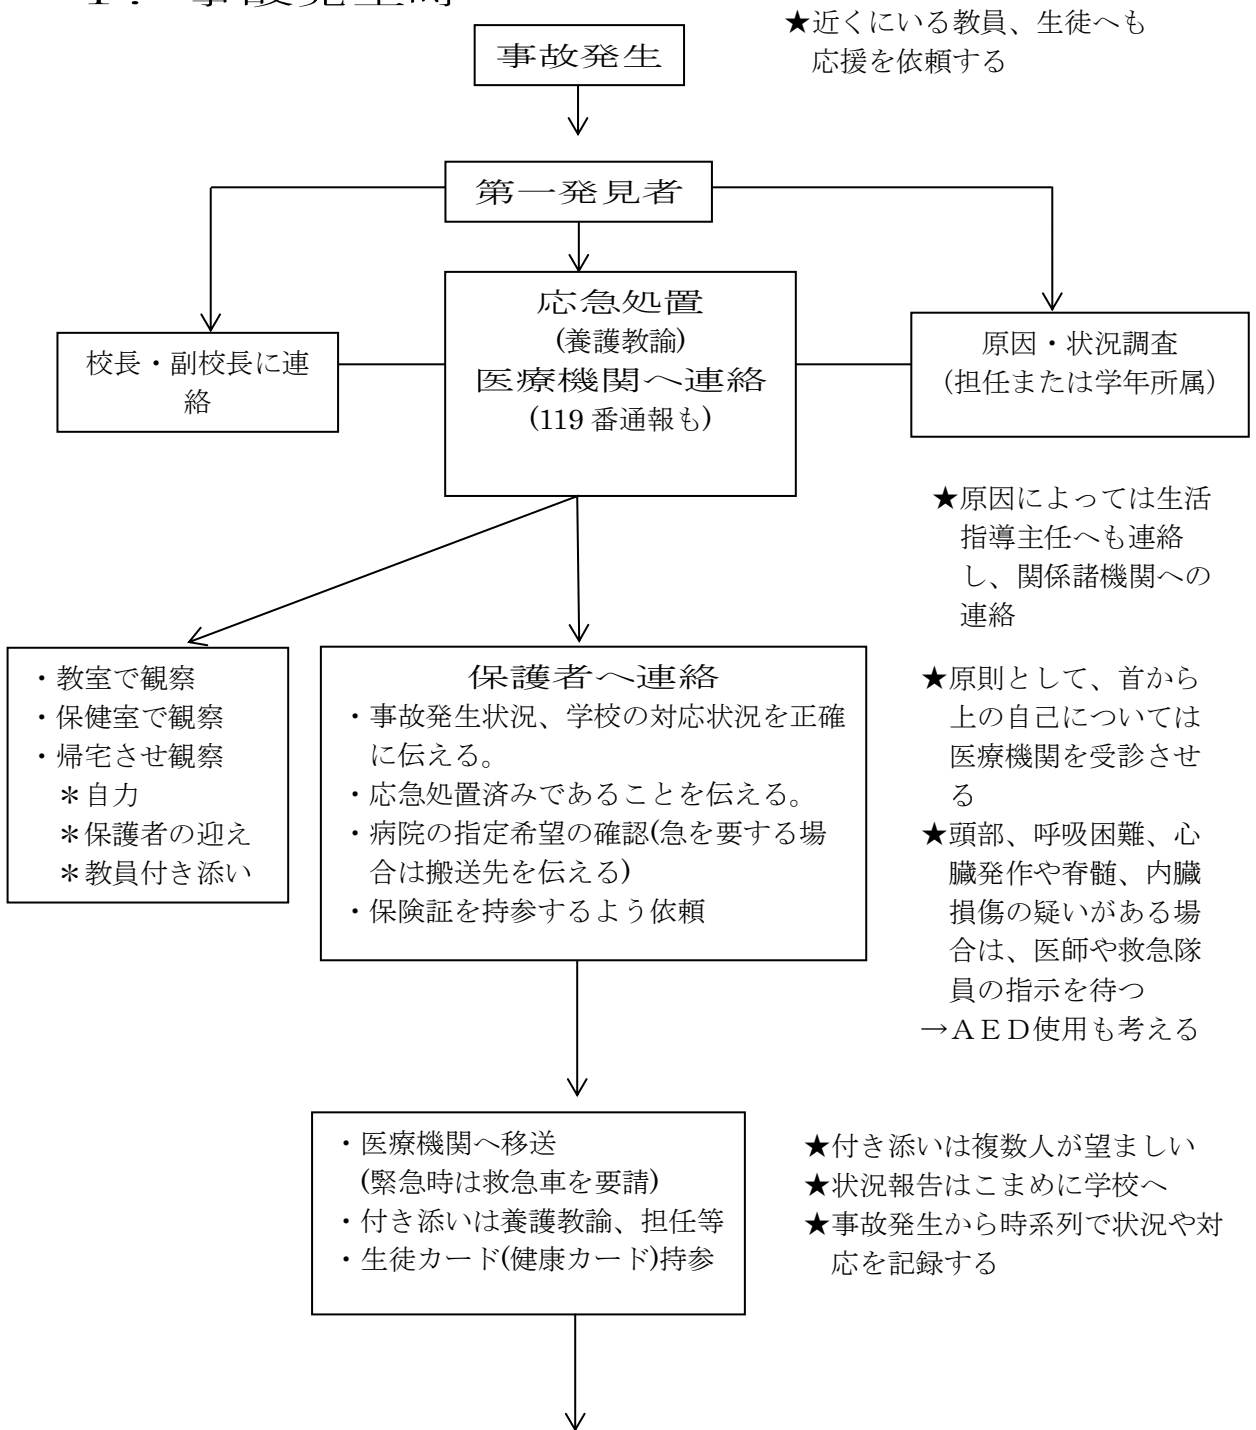 １．事故発生時
★近くにいる教員、生徒へも
応援を依頼する
事故発生
第一発見者
応急処置
(養護教諭)
医療機関へ連絡
(119 番通報も)
校長・副校長に連
絡
原因・状況調査
（担任または学年所属）
★原因によっては生活
指導主任へも連絡
し、関係諸機関への
連絡
・教室で観察
・保健室で観察
・帰宅させ観察
＊自力
＊保護者の迎え
＊教員付き添い
保護者へ連絡
・事故発生状況、学校の対応状況を正確
に伝える。
・応急処置済みであることを伝える。
・病院の指定希望の確認(急を要する場
合は搬送先を伝える)
・保険証を持参するよう依頼
★原則として、首から
上の自己については
医療機関を受診させ
る
★頭部、呼吸困難、心
臓発作や脊髄、内臓
損傷の疑いがある場
合は、医師や救急隊
員の指示を待つ
→ＡＥＤ使用も考える
・医療機関へ移送
(緊急時は救急車を要請)
・付き添いは養護教諭、担任等
・生徒カード(健康カード)持参
★付き添いは複数人が望ましい
★状況報告はこまめに学校へ
★事故発生から時系列で状況や対
応を記録する